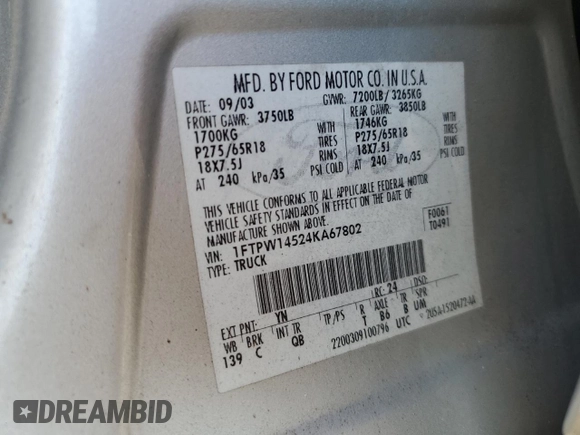 MFD. BY FORD MOTOR CO. IN U.S.A.
DATE: 09/03 GVWR: 7200LB/ 3265KG
FRONT GAWR: 3750LB REAR GAWR: 3850LB
1700KG WITH 1746KG WITH
P275/65R18 TIRES P275/65R18 TIRES
18X7.5J RIMS 18X7.5J RIMS
AT 240 kPa/35 PSI COLD AT 240 kPa/35 PSI COLD
THIS VEHICLE CONFORMS TO ALL APPLICABLE FEDERAL MOTOR
VEHICLE SAFETY STANDARDS IN EFFECT ON THE DATE OF
MANUFACTURE SHOWN ABOVE.
VIN: 1FTPW14524KA67802 F0061
TYPE: TRUCK T0491
EXT PNT: YN RC: 24 DSO:
WB BRK INT TR TP/PS R AXLE TR SPR
139 C QB T B6 B UM
2200309100796 UTC
Ford
DREAMBID